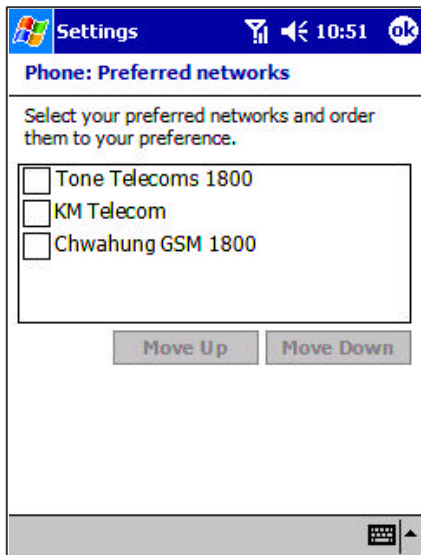 Settings 10:51 ok
Phone: Preferred networks
Select your preferred networks and order
them to your preference.
Tone Telecoms 1800
KM Telecom
Chwahung GSM 1800
Move Up Move Down